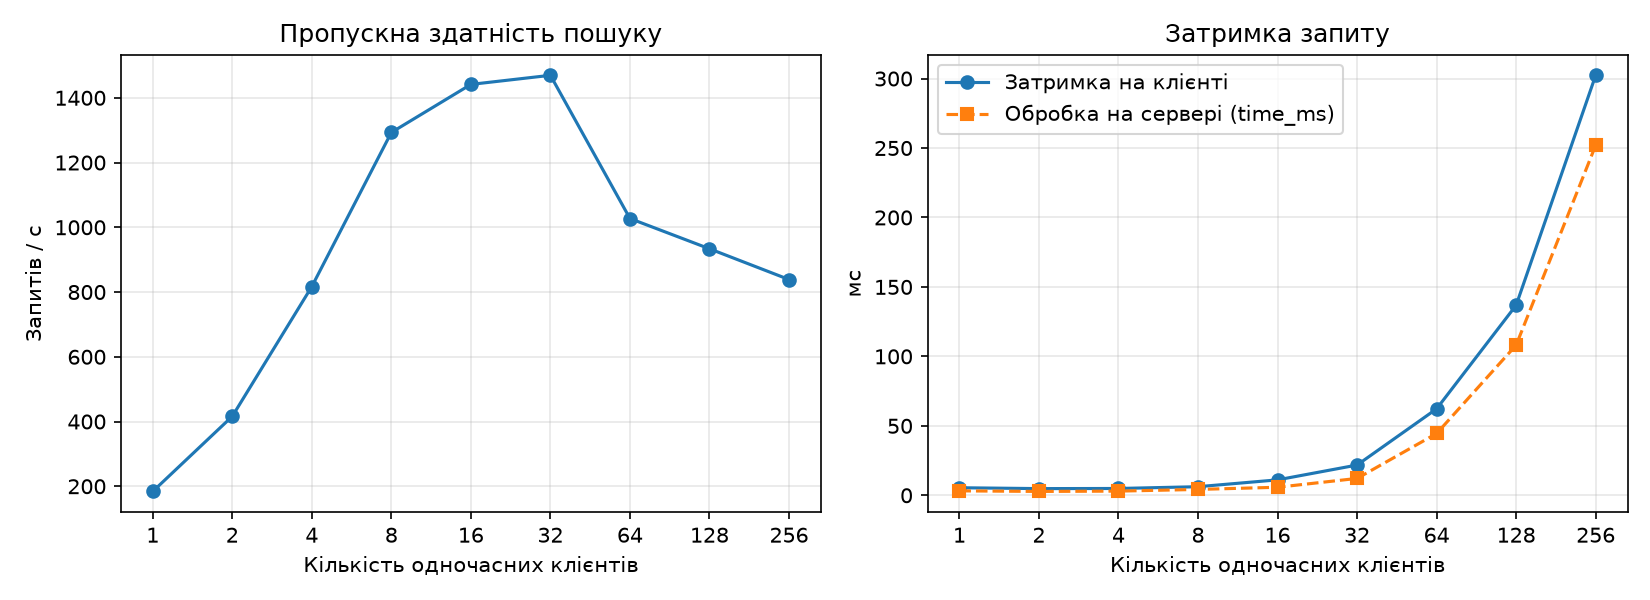 Пропускна здатність пошуку
Запитів / с
1400
1200
1000
800
600
400
200
1 2 4 8 16 32 64 128 256
Кількість одночасних клієнтів
Затримка запиту
Затримка на клієнті
Обробка на сервері (time_ms)
мс
300
250
200
150
100
50
0
1 2 4 8 16 32 64 128 256
Кількість одночасних клієнтів